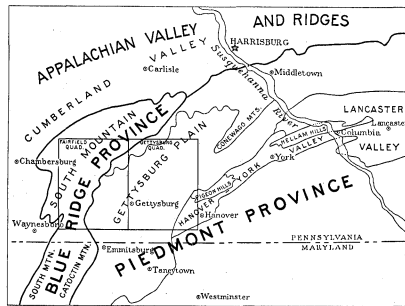 APPALACHIAN VALLEY AND RIDGES
HARRISBURG
CUMBERLAND VALLEY
Carlisle
Susquehanna River
Middletown
LANCASTER VALLEY
Lancaster
Columbia
CONEWAGO MTS.
HELLAM HILLS
York
HANOVER YORK VALLEY
PIGEON HILLS
Hanover
FAIRFIELD QUAD.
GETTYSBURG QUAD.
SOUTH MOUNTAIN
GETTYSBURG PLAIN
Chambersburg
Gettysburg
Waynesboro
BLUE RIDGE PROVINCE
PIEDMONT PROVINCE
SOUTH MTN.
CATOCTIN MTN.
Emmitsburg
PENNSYLVANIA
MARYLAND
Taneytown
Westminster